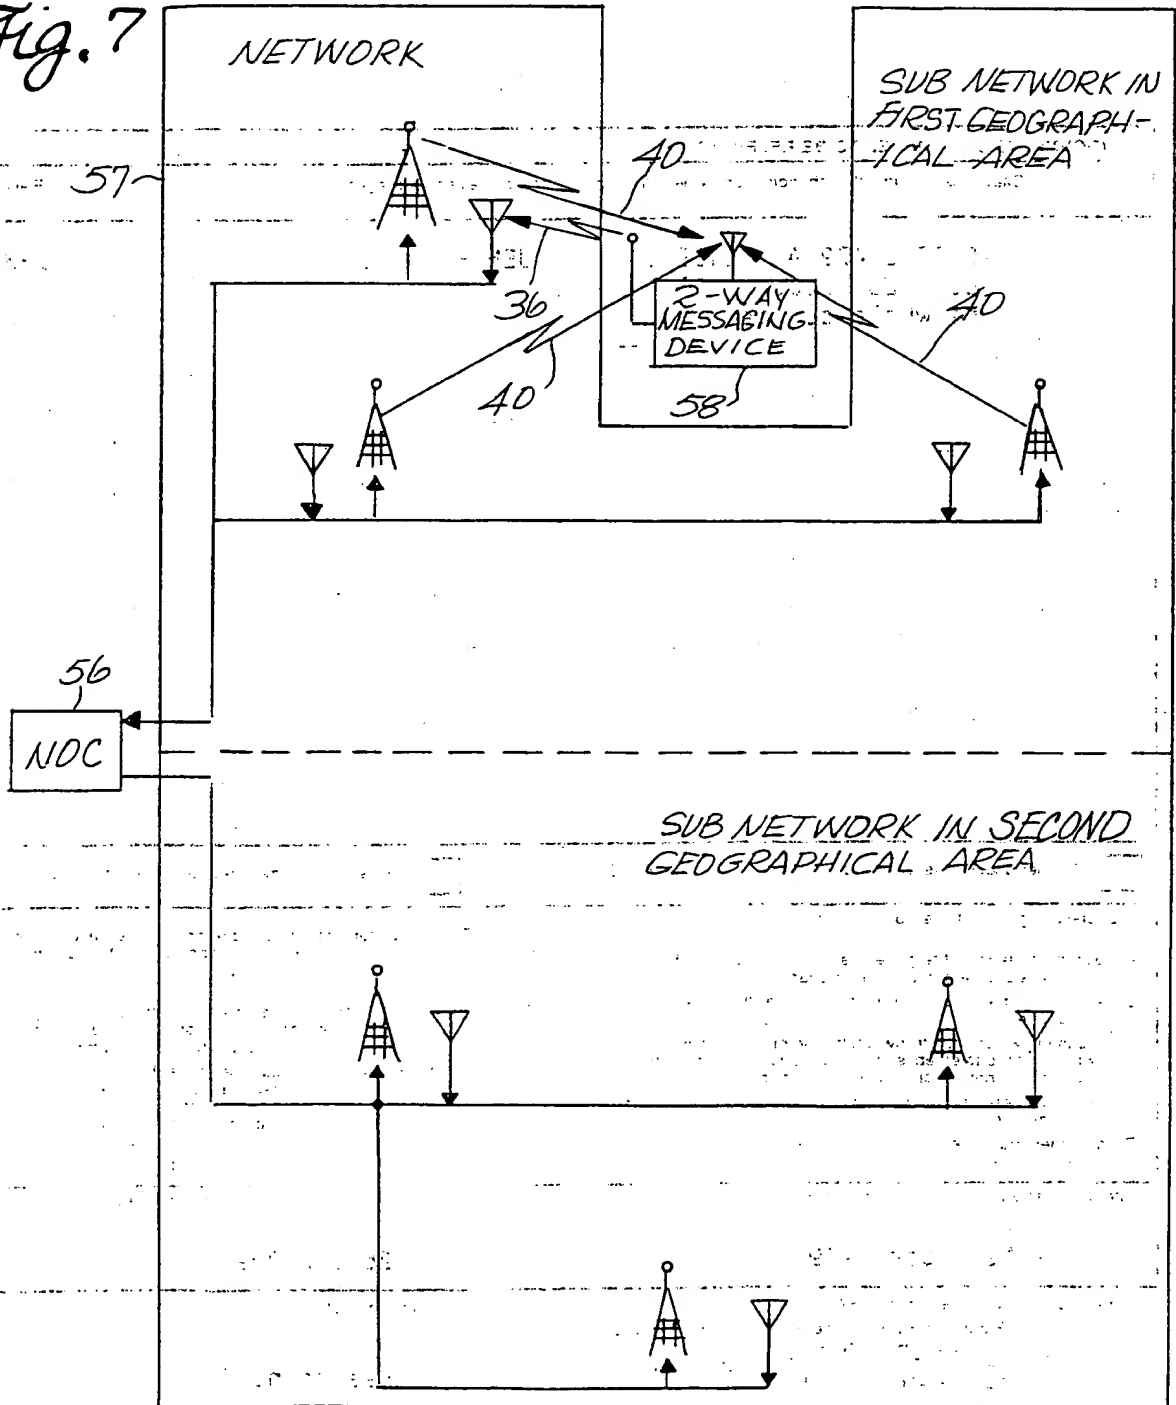 Fig. 7
NETWORK
SUB NETWORK IN
FIRST GEOGRAPH-
ICAL AREA
57
40
36
2-WAY
MESSAGING
DEVICE
40
40
58
56
NOC
SUB NETWORK IN SECOND
GEOGRAPHICAL AREA